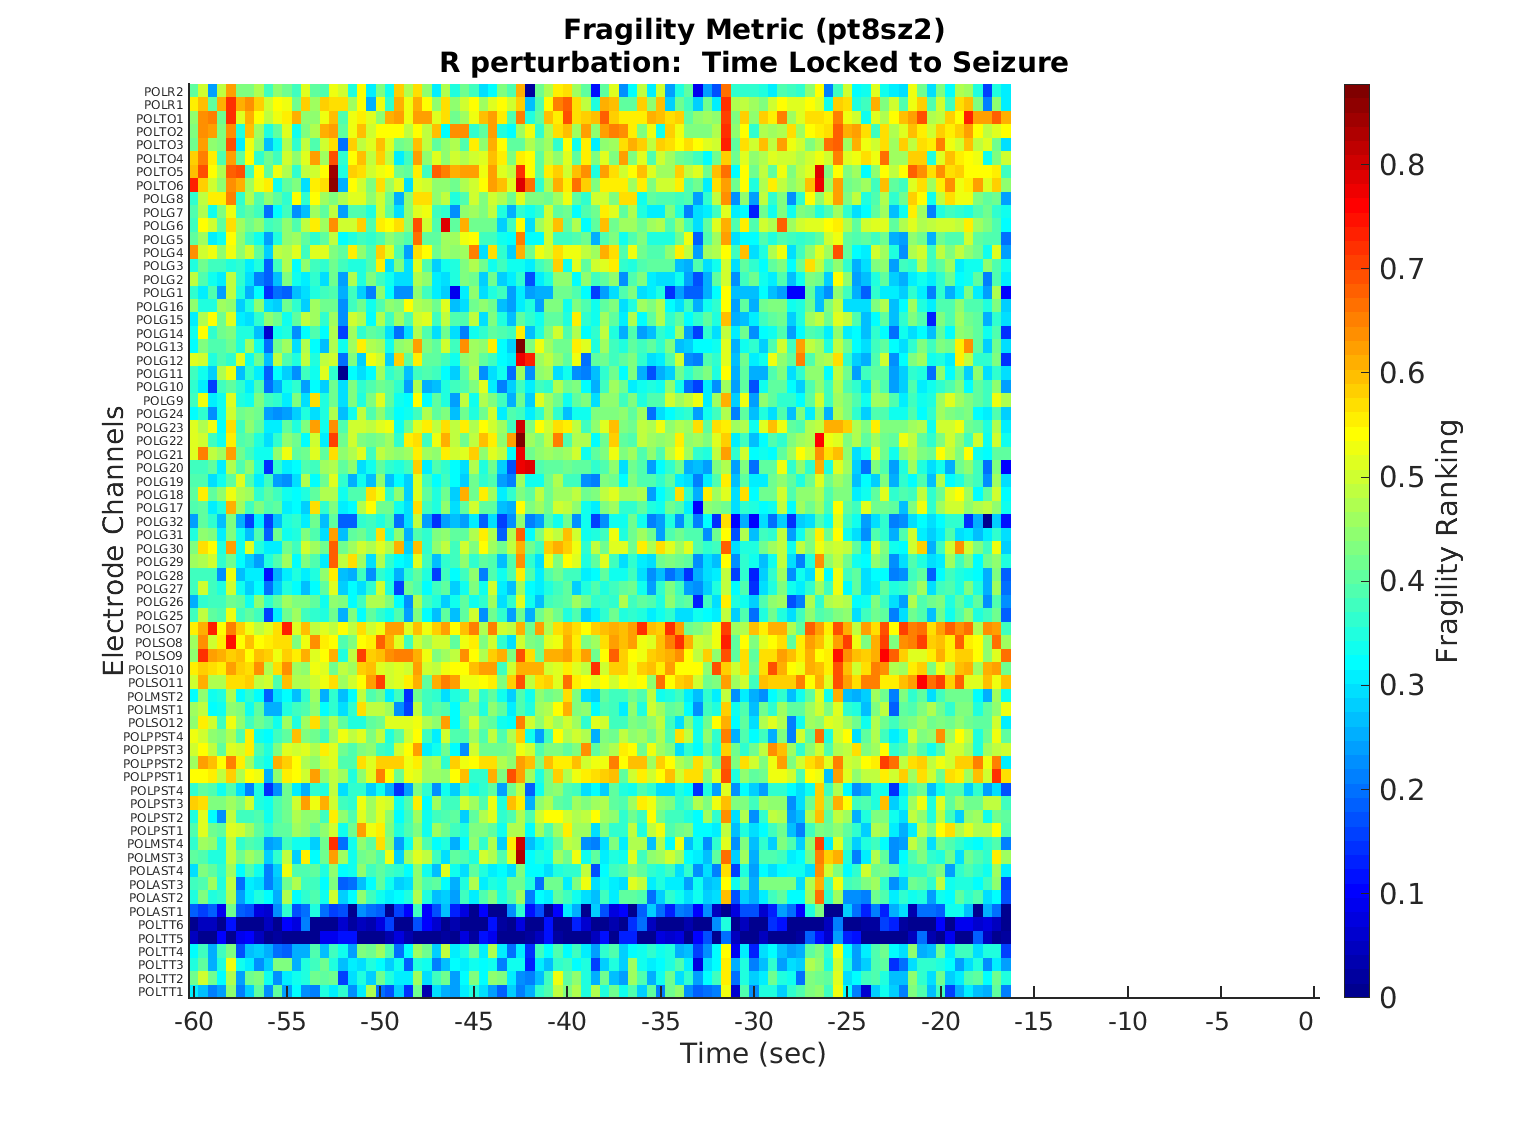 Fragility Metric (pt8sz2)
R perturbation:  Time Locked to Seizure
Electrode Channels
POLR2
POLR1
POLTO1
POLTO2
POLTO3
POLTO4
POLTO5
POLTO6
POLG8
POLG7
POLG6
POLG5
POLG4
POLG3
POLG2
POLG1
POLG16
POLG15
POLG14
POLG13
POLG12
POLG11
POLG10
POLG9
POLG24
POLG23
POLG22
POLG21
POLG20
POLG19
POLG18
POLG17
POLG32
POLG31
POLG30
POLG29
POLG28
POLG27
POLG26
POLG25
POLSO7
POLSO8
POLSO9
POLSO10
POLSO11
POLMST2
POLMST1
POLSO12
POLPPST4
POLPPST3
POLPPST2
POLPPST1
POLPST4
POLPST3
POLPST2
POLPST1
POLMST4
POLMST3
POLAST4
POLAST3
POLAST2
POLAST1
POLTT6
POLTT5
POLTT4
POLTT3
POLTT2
POLTT1
-60 -55 -50 -45 -40 -35 -30 -25 -20 -15 -10 -5 0
Time (sec)
0.8
0.7
0.6
0.5
0.4
0.3
0.2
0.1
0
Fragility Ranking